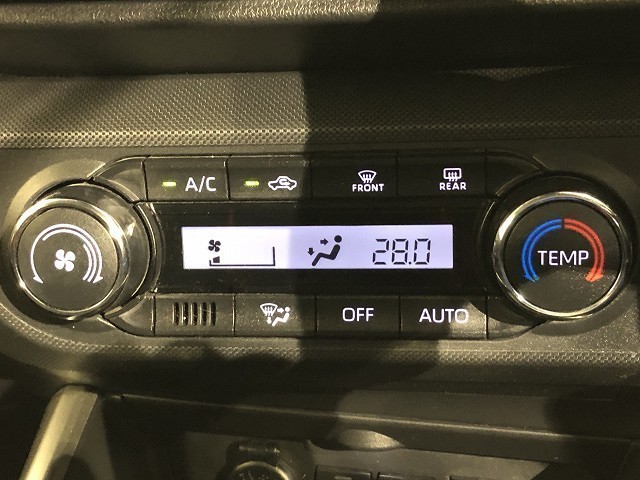 A/C
FRONT
REAR
28.0
TEMP
OFF
AUTO